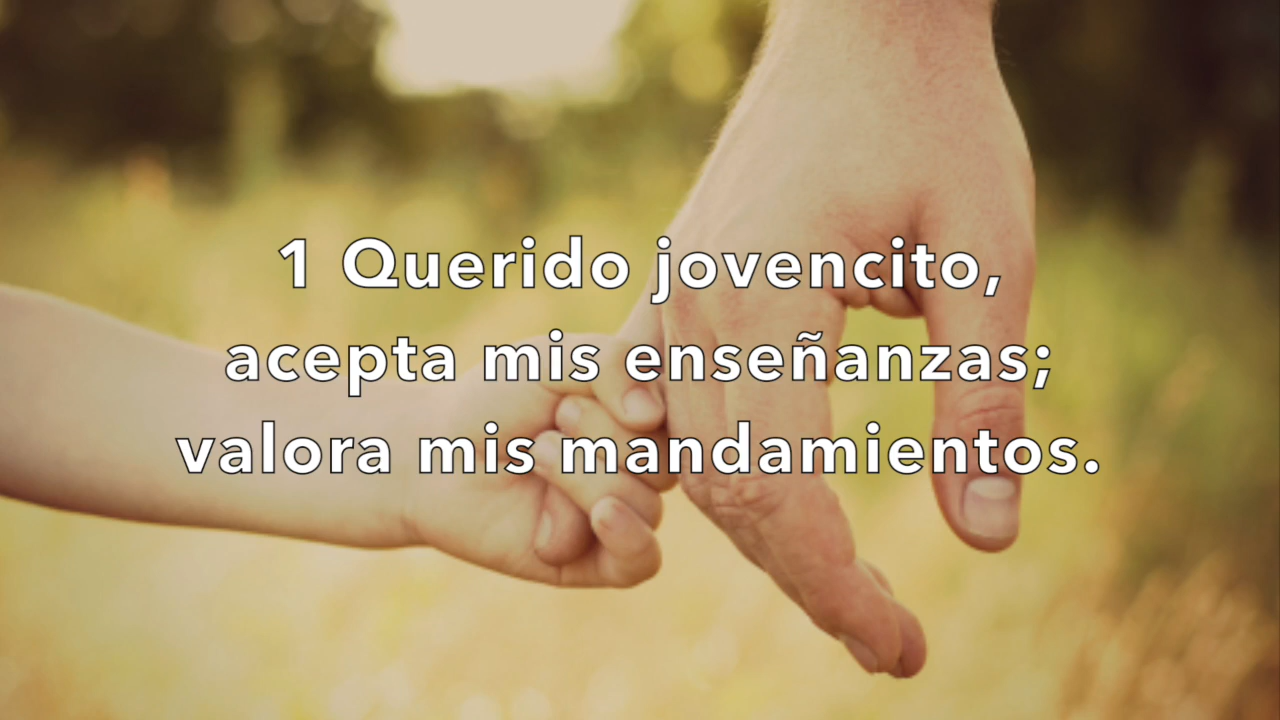 1 Querido jovencito,
acepta mis enseñanzas;
valora mis mandamientos.